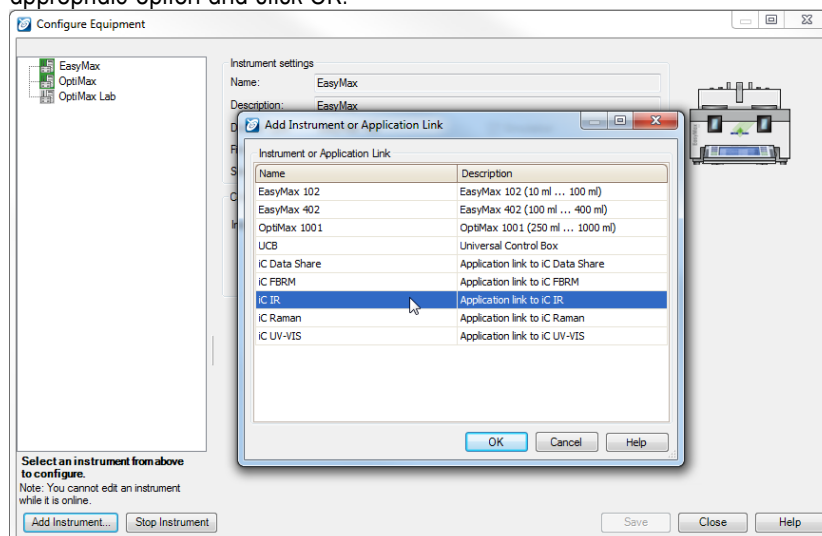 appropriate option and click OK.
Configure Equipment
EasyMax
OptiMax
OptiMax Lab
Instrument settings
Name: EasyMax
Description: EasyMax
Add Instrument or Application Link
Instrument or Application Link
Name Description
EasyMax 102 EasyMax 102 (10 ml ... 100 ml)
EasyMax 402 EasyMax 402 (100 ml ... 400 ml)
OptiMax 1001 OptiMax 1001 (250 ml ... 1000 ml)
UCB Universal Control Box
iC Data Share Application link to iC Data Share
iC FBRM Application link to iC FBRM
iC IR Application link to iC IR
iC Raman Application link to iC Raman
iC UV-VIS Application link to iC UV-VIS
OK Cancel Help
Select an instrument from above
to configure.
Note: You cannot edit an instrument
while it is online.
Add Instrument... Stop Instrument Save Close Help